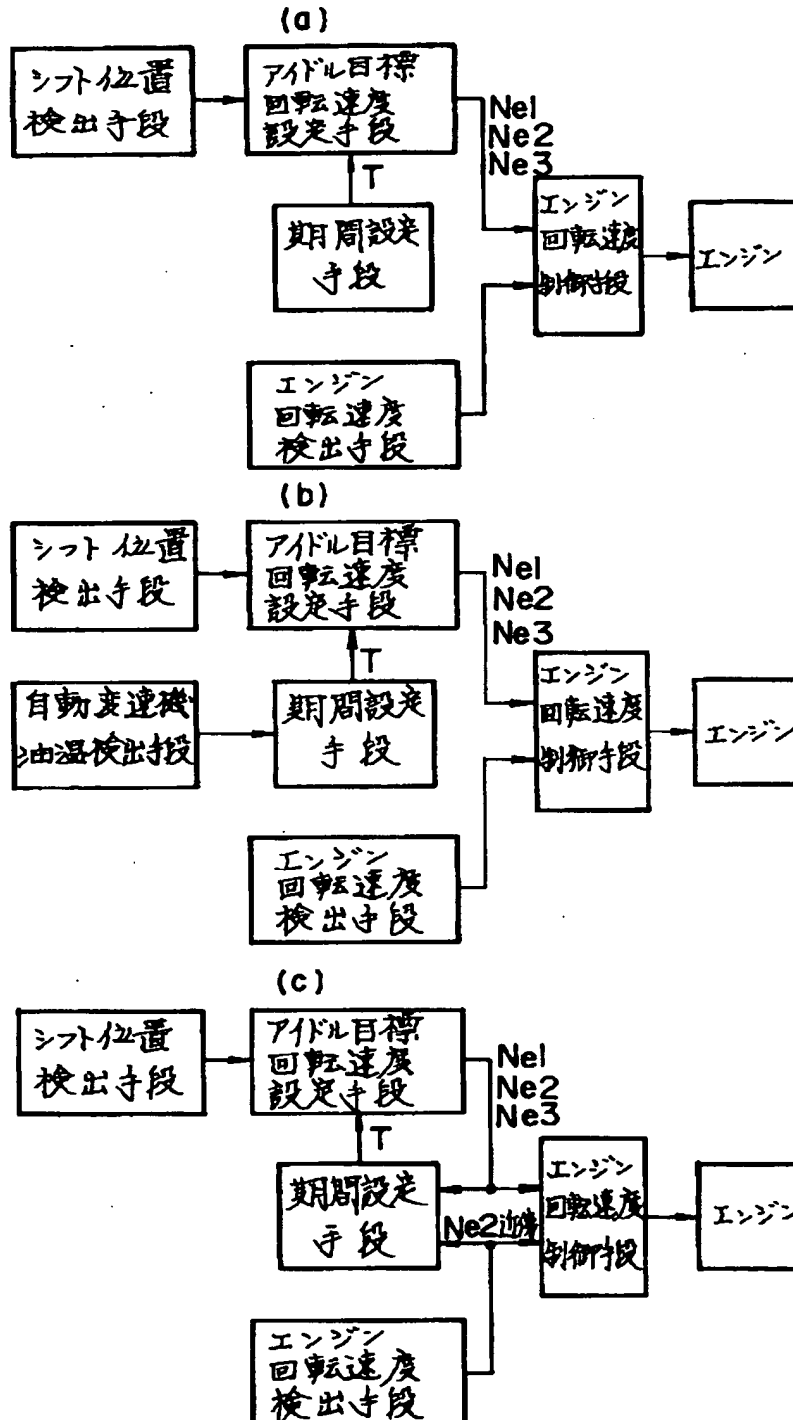 (a)
シフト位置
検出手段
アイドル目標
回転速度
設定手段
Ne1
Ne2
Ne3
T
期間設定
手段
エンジン
回転速度
制御手段
エンジン
エンジン
回転速度
検出手段
(b)
シフト位置
検出手段
アイドル目標
回転速度
設定手段
Ne1
Ne2
Ne3
T
自動変速機
油温検出手段
期間設定
手段
エンジン
回転速度
制御手段
エンジン
エンジン
回転速度
検出手段
(c)
シフト位置
検出手段
アイドル目標
回転速度
設定手段
Ne1
Ne2
Ne3
T
期間設定
手段
Ne2近傍
エンジン
回転速度
制御手段
エンジン
エンジン
回転速度
検出手段